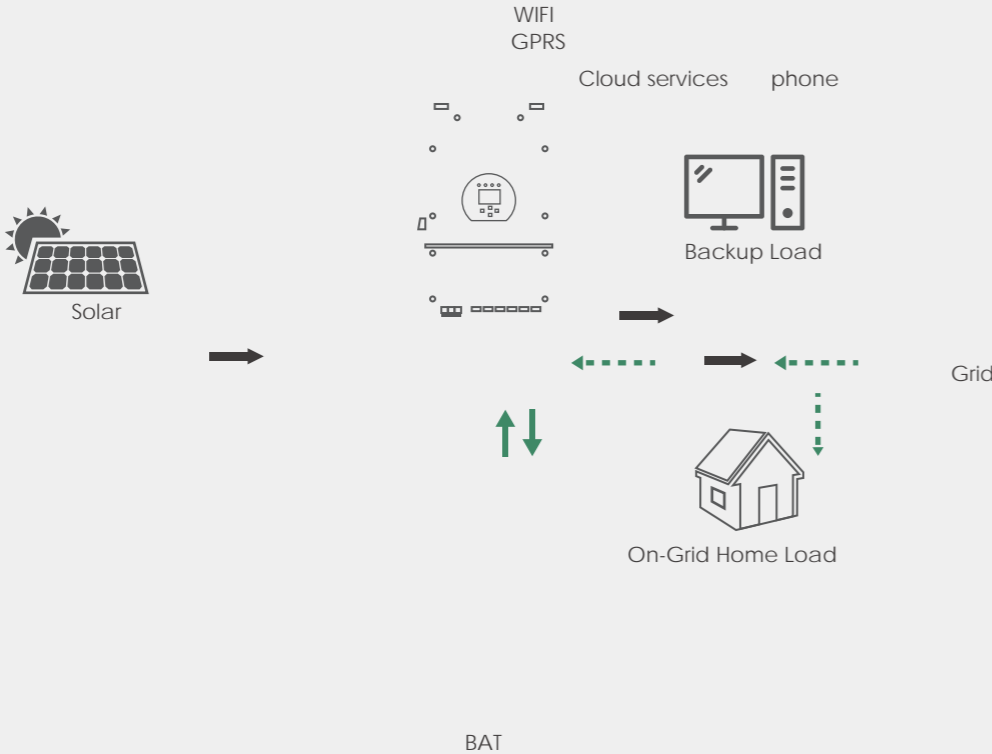 WIFI
GPRS
Cloud services phone
Backup Load
Solar
Grid
On-Grid Home Load
BAT